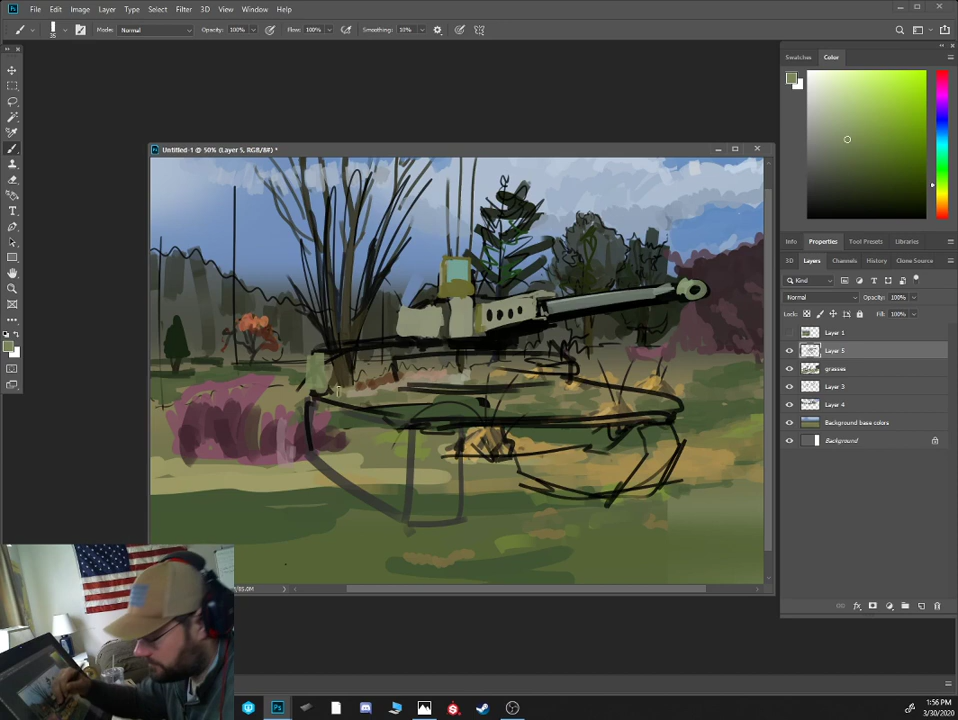 File Edit Image Layer Type Select Filter 3D View Window Help
35 Mode: Normal Opacity: 100% Flow: 100% Smoothing: 10%
Swatches Color
Untitled-1 @ 50% (Layer 5, RGB/8#) *
Info Properties Tool Presets Libraries
3D Layers Channels History Clone Source
Kind
Normal Opacity: 100%
Lock: Fill: 100%
Layer 1
Layer 5
grasses
Layer 3
Layer 4
Background base colors
Background
1:56 PM
3/30/2020